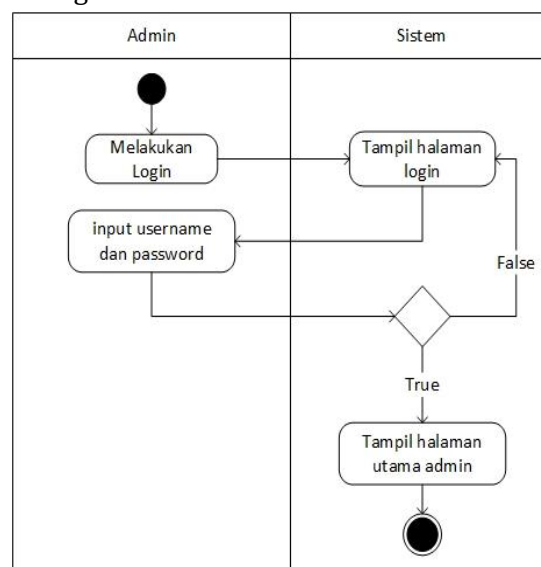 Admin
Sistem
Melakukan
Login
Tampil halaman
login
input username
dan password
False
True
Tampil halaman
utama admin